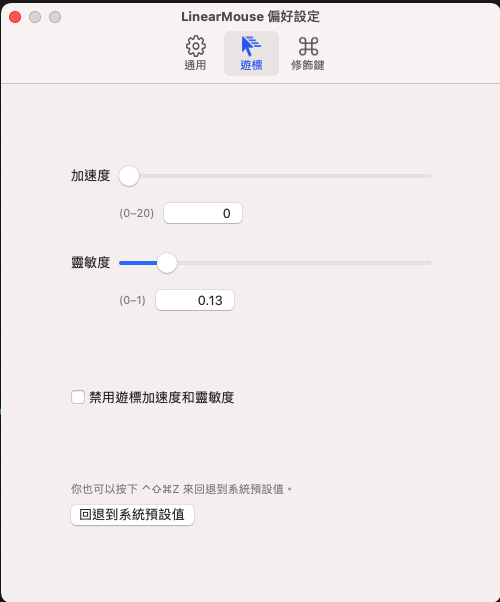 LinearMouse 偏好設定
通用
遊標
修飾鍵
加速度
(0–20) 0
靈敏度
(0–1) 0.13
禁用遊標加速度和靈敏度
你也可以按下 ^⇧⌘Z 來回退到系統預設值。
回退到系統預設值